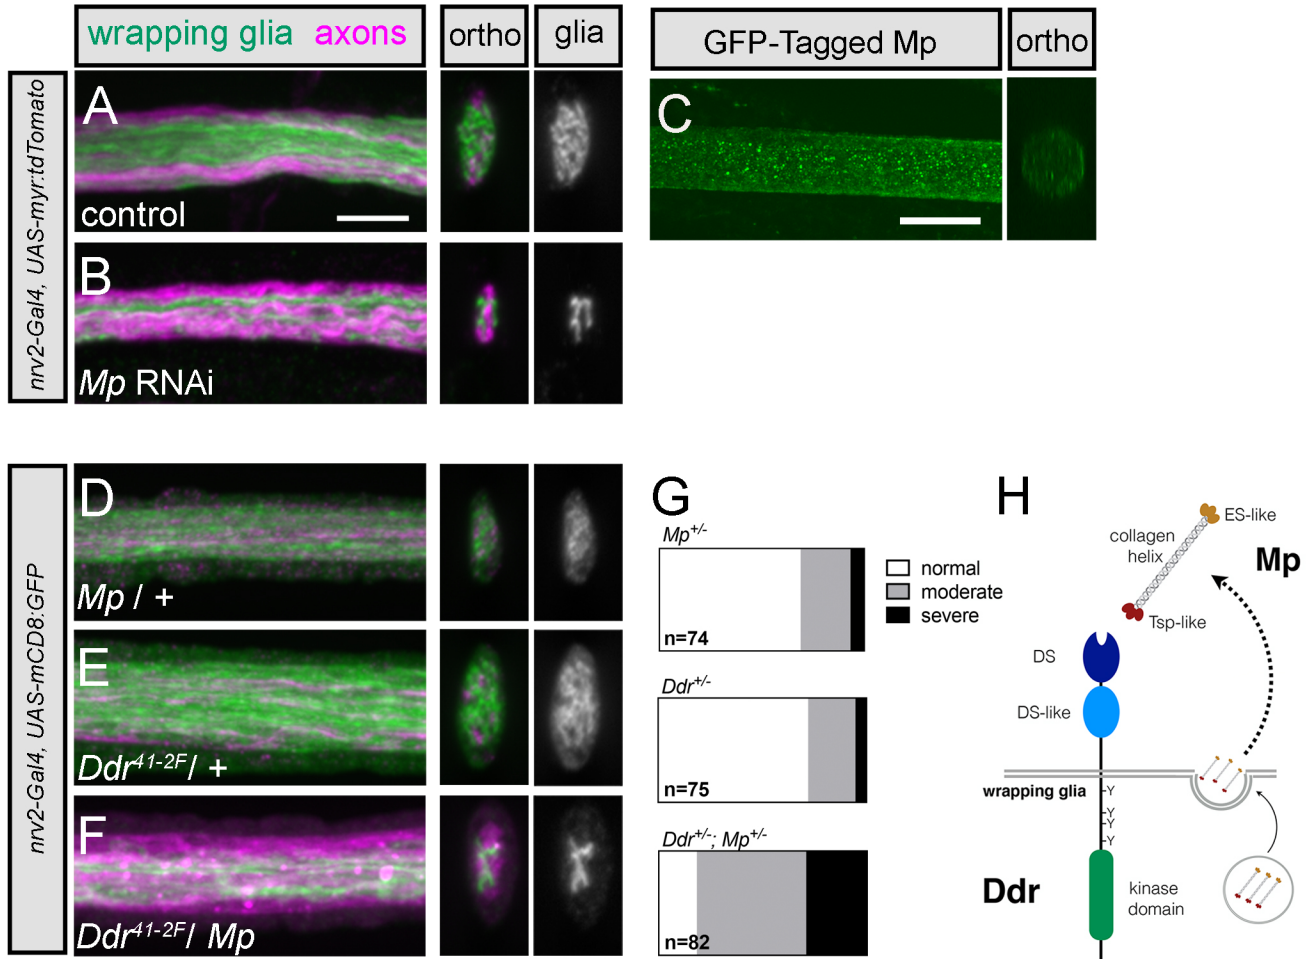 wrapping glia axons
ortho
glia
GFP-Tagged Mp
ortho
nrv2-Gal4, UAS-myr:tdTomato
A
control
B
Mp RNAi
C
nrv2-Gal4, UAS-mCD8:GFP
D
Mp / +
E
Ddr41-2F/ +
F
Ddr41-2F/ Mp
G
Mp+/-
n=74
normal
moderate
severe
Ddr+/-
n=75
Ddr+/-; Mp+/-
n=82
H
ES-like
collagen
helix
Mp
Tsp-like
DS
DS-like
wrapping glia
Y
Y
Y
Y
Ddr
kinase
domain